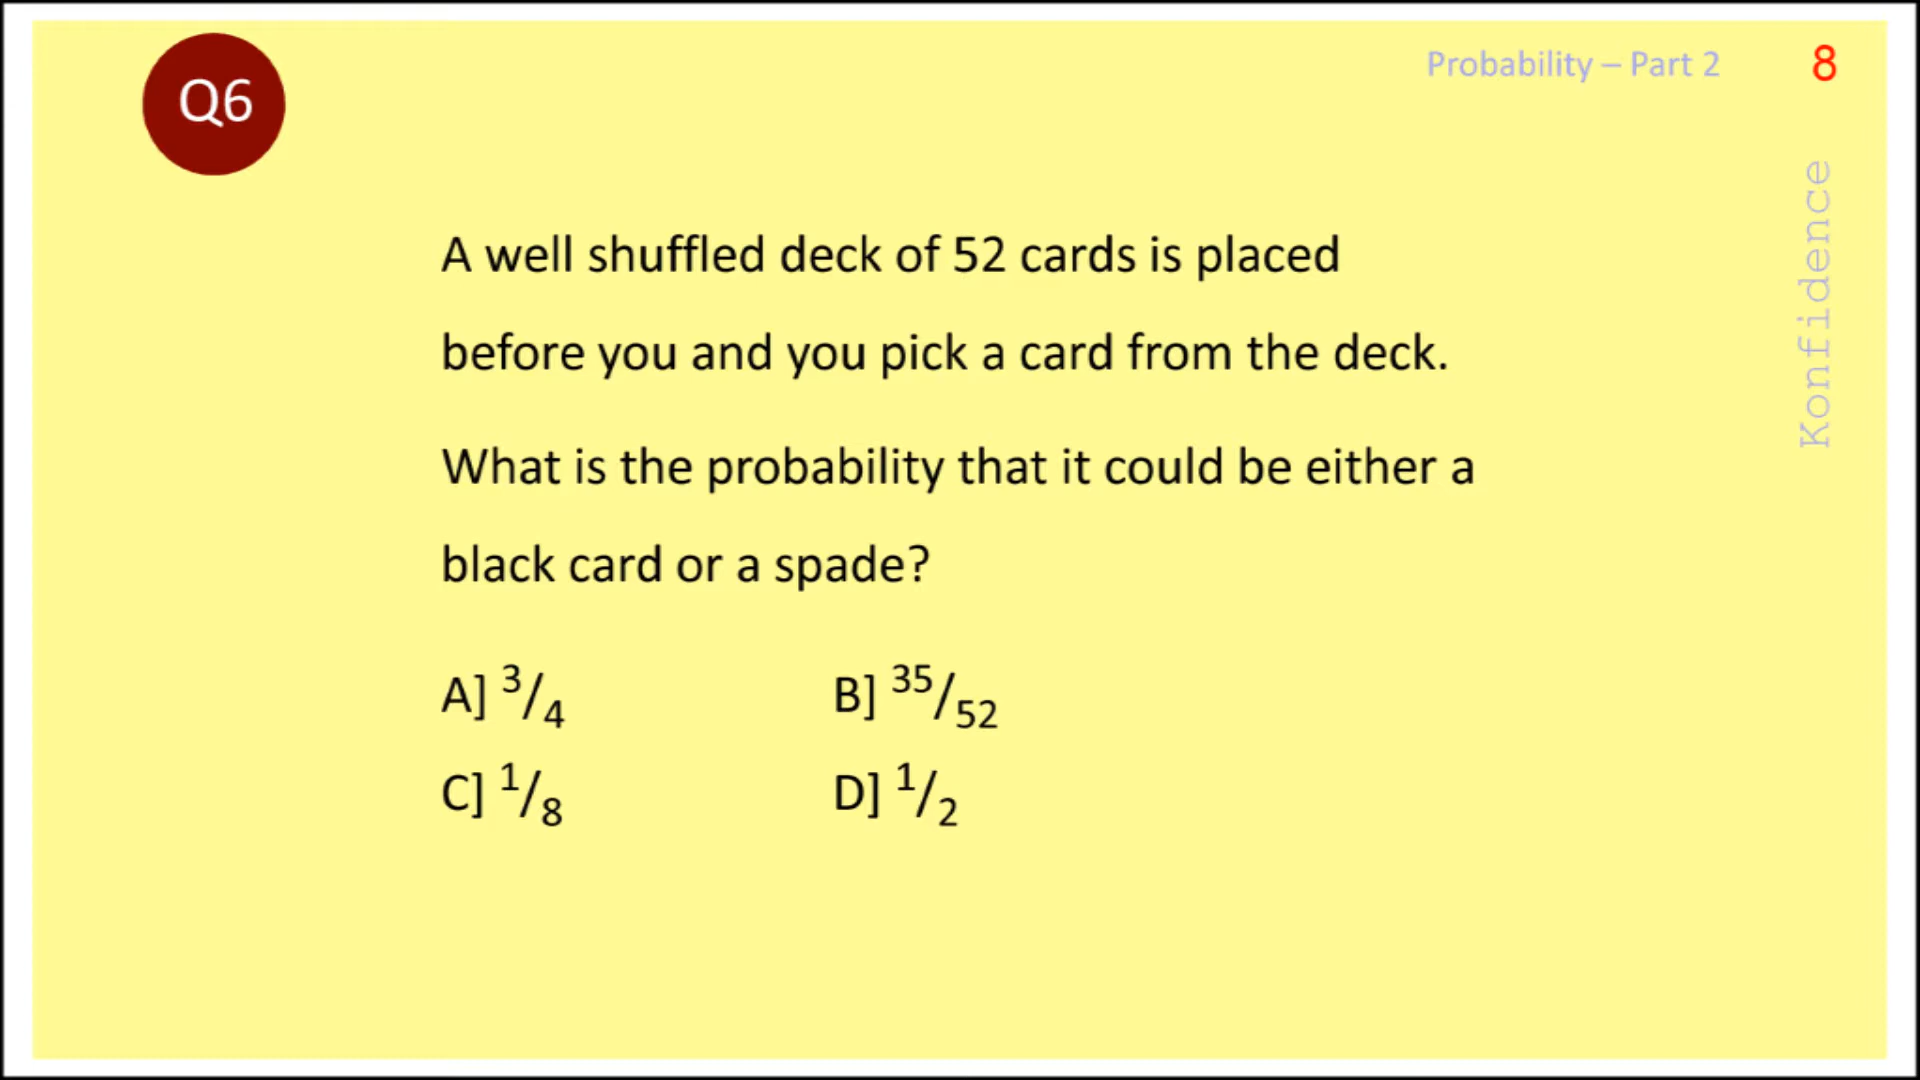 Q6
Probability – Part 2
8
Konfidence
A well shuffled deck of 52 cards is placed
before you and you pick a card from the deck.
What is the probability that it could be either a
black card or a spade?
A] 3/4 B] 35/52
C] 1/8 D] 1/2